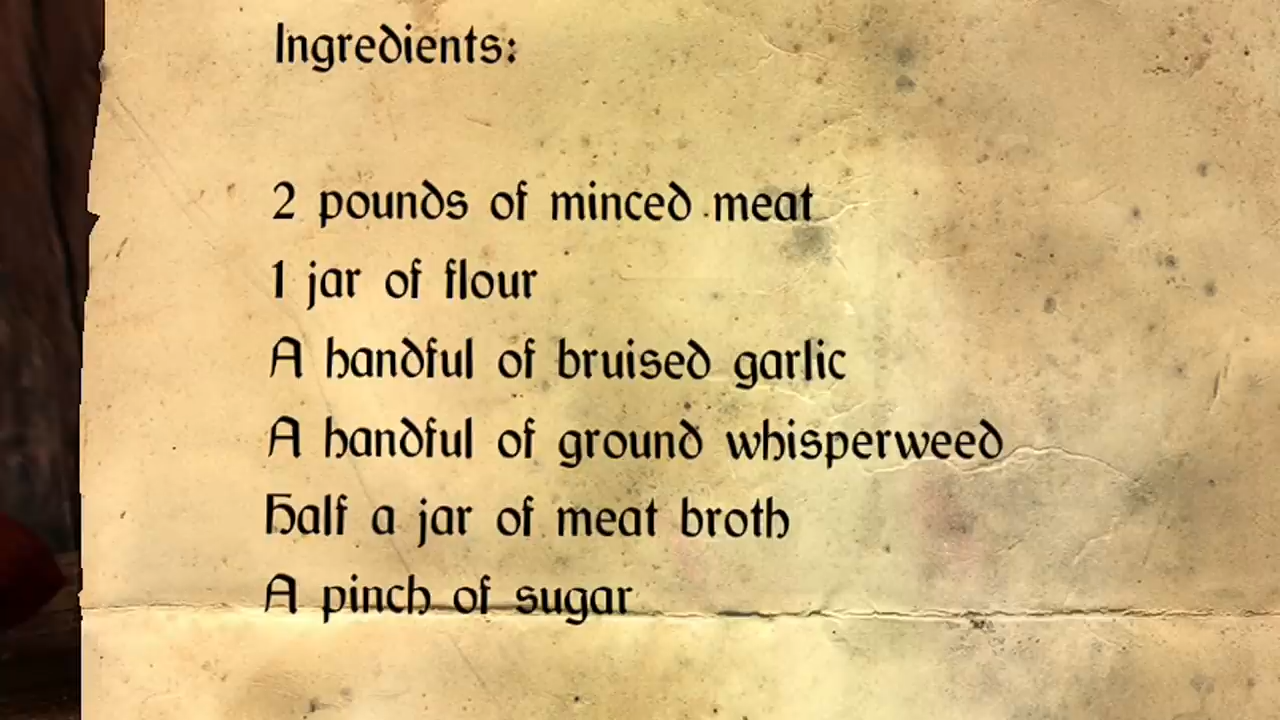 Ingredients:
2 pounds of minced meat
1 jar of flour
A handful of bruised garlic
A handful of ground whisperweed
Half a jar of meat broth
A pinch of sugar